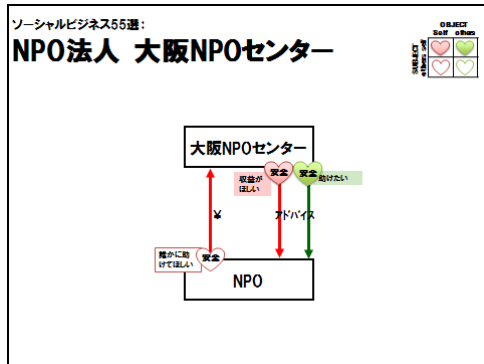 ソーシャルビジネス55選:
NPO法人 大阪NPOセンター
OBJECT
Self others
SUBJECT
others self
大阪NPOセンター
収益が
ほしい
安全
安全
助けたい
¥
アドバイス
誰かに助
けてほしい
安全
NPO